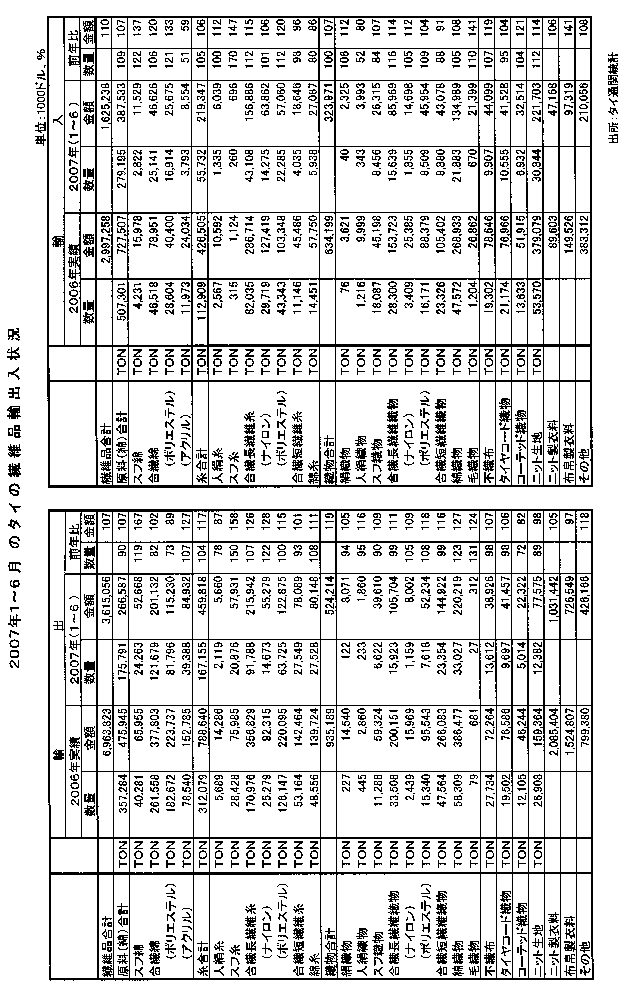 2007年1～6月 のタイの繊維品輸出入状況
単位：1000ドル、%
輸 出
2006年実績 2007年(1～6) 前年比
数量 金額 数量 金額 数量 金額
繊維品合計 6,963,823 3,615,056 107
原料(綿)合計 TON 357,284 475,945 175,791 266,587 90 107
スフ綿 TON 40,281 65,955 24,263 52,668 119 167
合繊綿 TON 261,558 377,803 121,679 201,132 82 102
(ポリエステル) TON 182,672 223,737 81,796 115,230 73 89
(アクリル) TON 78,540 152,785 39,388 84,932 107 127
糸合計 TON 312,079 788,640 167,155 459,818 104 117
人絹糸 TON 5,689 14,286 2,119 5,660 78 87
スフ糸 TON 28,428 75,985 20,876 57,931 150 158
合繊長繊維糸 TON 170,976 356,829 91,788 215,942 107 126
(ナイロン) TON 25,279 92,315 14,673 55,279 122 128
(ポリエステル) TON 126,147 220,095 63,725 122,875 100 115
合繊短繊維糸 TON 53,164 142,464 27,549 78,089 93 101
綿糸 TON 48,556 139,724 27,528 80,148 108 111
織物合計 935,189 524,214 119
絹織物 TON 227 14,540 122 8,071 94 105
人絹織物 TON 445 2,860 233 1,860 95 116
スフ織物 TON 11,288 59,324 6,622 39,610 90 109
合繊長繊維織物 TON 33,508 200,151 15,923 105,704 99 111
(ナイロン) TON 2,439 15,969 1,159 8,002 105 109
(ポリエステル) TON 15,340 95,543 7,618 52,234 108 118
合繊短繊維織物 TON 47,564 266,083 23,354 144,922 99 116
綿織物 TON 58,309 386,477 33,027 220,219 123 127
毛織物 TON 79 681 27 312 131 124
不織布 TON 27,734 72,264 13,612 38,926 98 107
タイヤコード織物 TON 19,502 76,586 9,697 41,457 98 106
コーテッド織物 TON 12,105 46,244 5,014 22,322 72 82
ニット生地 TON 26,908 159,364 12,382 77,575 89 98
ニット製衣料 2,085,404 1,031,442 105
布帛製衣料 1,524,807 726,549 97
その他 799,380 426,166 118
輸 入
2006年実績 2007年(1～6) 前年比
数量 金額 数量 金額 数量 金額
繊維品合計 2,997,258 1,625,238 110
原料(綿)合計 TON 507,301 727,507 279,195 387,533 109 107
スフ綿 TON 4,231 15,978 2,822 11,529 122 137
合繊綿 TON 46,518 78,951 25,141 46,626 106 120
(ポリエステル) TON 28,604 40,400 16,914 25,675 121 133
(アクリル) TON 11,973 24,034 3,793 8,554 51 59
糸合計 TON 112,909 426,505 55,732 219,347 105 106
人絹糸 TON 2,567 10,592 1,335 6,039 100 112
スフ糸 TON 315 1,124 260 696 170 147
合繊長繊維糸 TON 82,035 286,714 43,108 156,886 112 115
(ナイロン) TON 29,719 127,419 14,275 63,862 101 106
(ポリエステル) TON 43,343 103,348 22,285 57,060 112 120
合繊短繊維糸 TON 11,146 45,486 4,035 18,646 98 96
綿糸 TON 14,451 57,750 5,938 27,087 80 86
織物合計 634,199 323,971 100 107
絹織物 TON 76 3,621 40 2,325 106 112
人絹織物 TON 1,216 9,999 343 3,993 52 80
スフ織物 TON 18,087 45,198 8,456 26,315 84 107
合繊長繊維織物 TON 28,300 153,723 15,639 85,969 116 114
(ナイロン) TON 3,409 25,385 1,855 14,698 105 112
(ポリエステル) TON 16,171 88,379 8,509 45,954 109 104
合繊短繊維織物 TON 23,326 105,402 8,880 43,078 88 91
綿織物 TON 47,572 268,933 21,883 134,989 105 108
毛織物 TON 1,204 26,862 670 21,399 110 141
不織布 TON 19,302 78,646 9,907 44,099 107 119
タイヤコード織物 TON 21,174 76,966 10,555 41,528 95 104
コーテッド織物 TON 13,633 51,915 6,932 32,514 104 121
ニット生地 TON 53,570 379,079 30,844 221,703 112 114
ニット製衣料 89,603 47,168 106
布帛製衣料 149,526 97,319 141
その他 383,312 210,056 108
出所：タイ通関統計